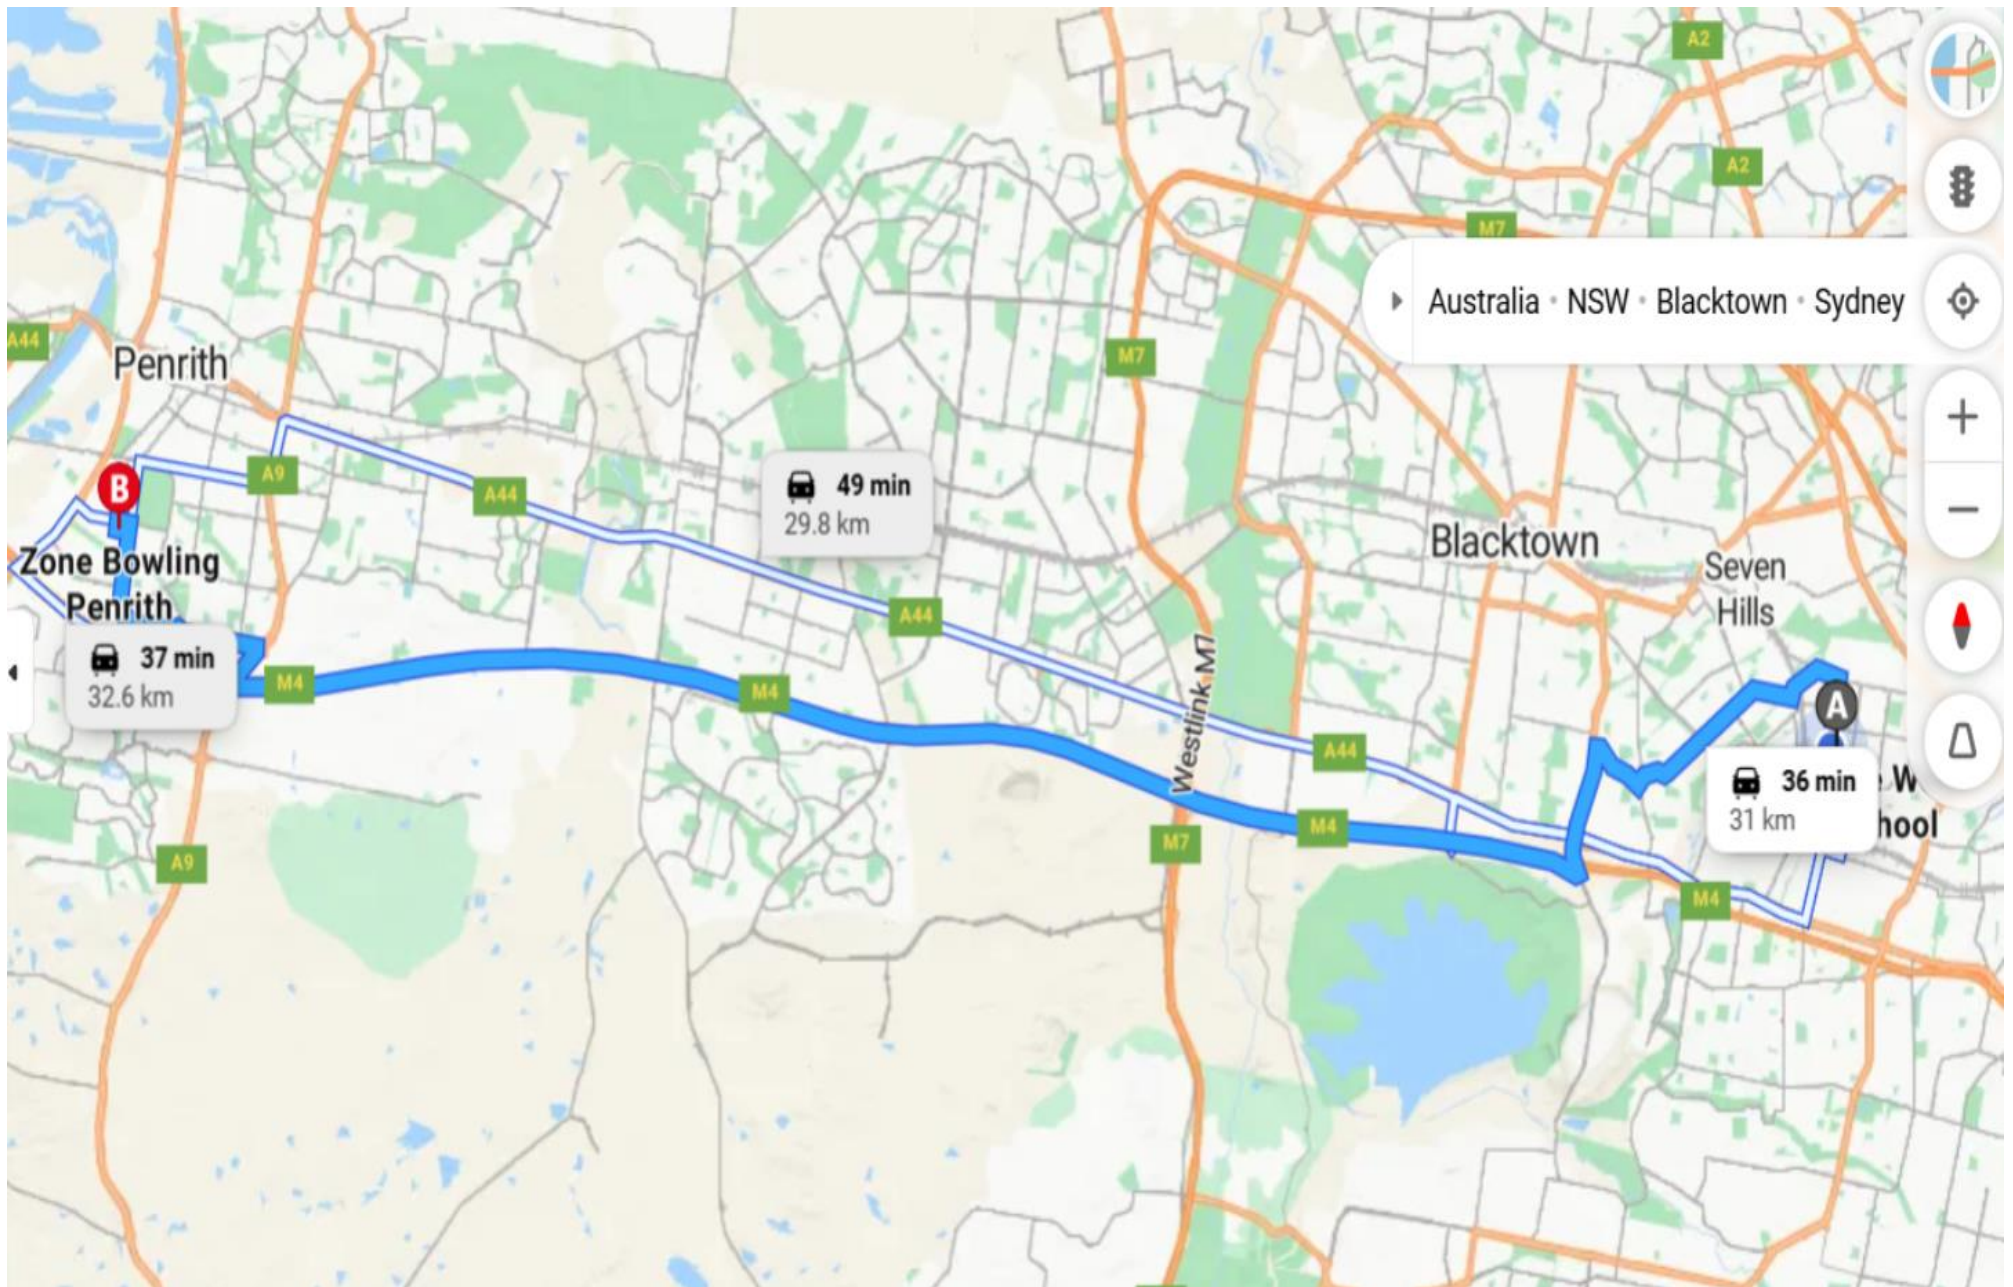 A2
A2
M7
Australia • NSW • Blacktown • Sydney
A44
Penrith
M7
B
A9
A44
49 min
29.8 km
Blacktown
Seven
Hills
Zone Bowling
Penrith
A44
37 min
32.6 km
M4
M4
Westlink M7
A44
A
36 min
31 km
M4
M7
A9
M4